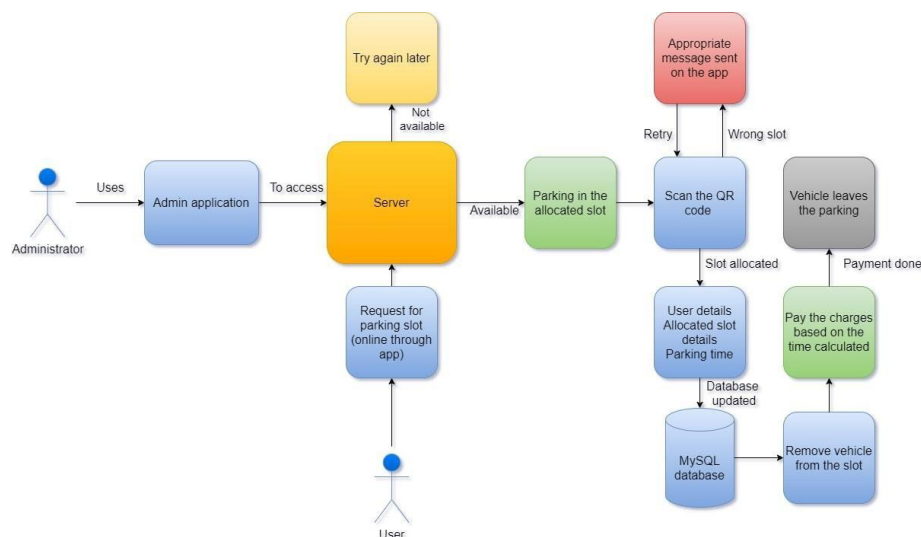 Try again later
Appropriate
message sent
on the app
Not
available
Retry
Wrong slot
Uses
Admin application
To access
Server
Available
Parking in the
allocated slot
Scan the QR
code
Vehicle leaves
the parking
Administrator
Slot allocated
Payment done
Request for
parking slot
(online through
app)
User details
Allocated slot
details
Parking time
Pay the charges
based on the
time calculated
Database
updated
MySQL
database
Remove vehicle
from the slot
User